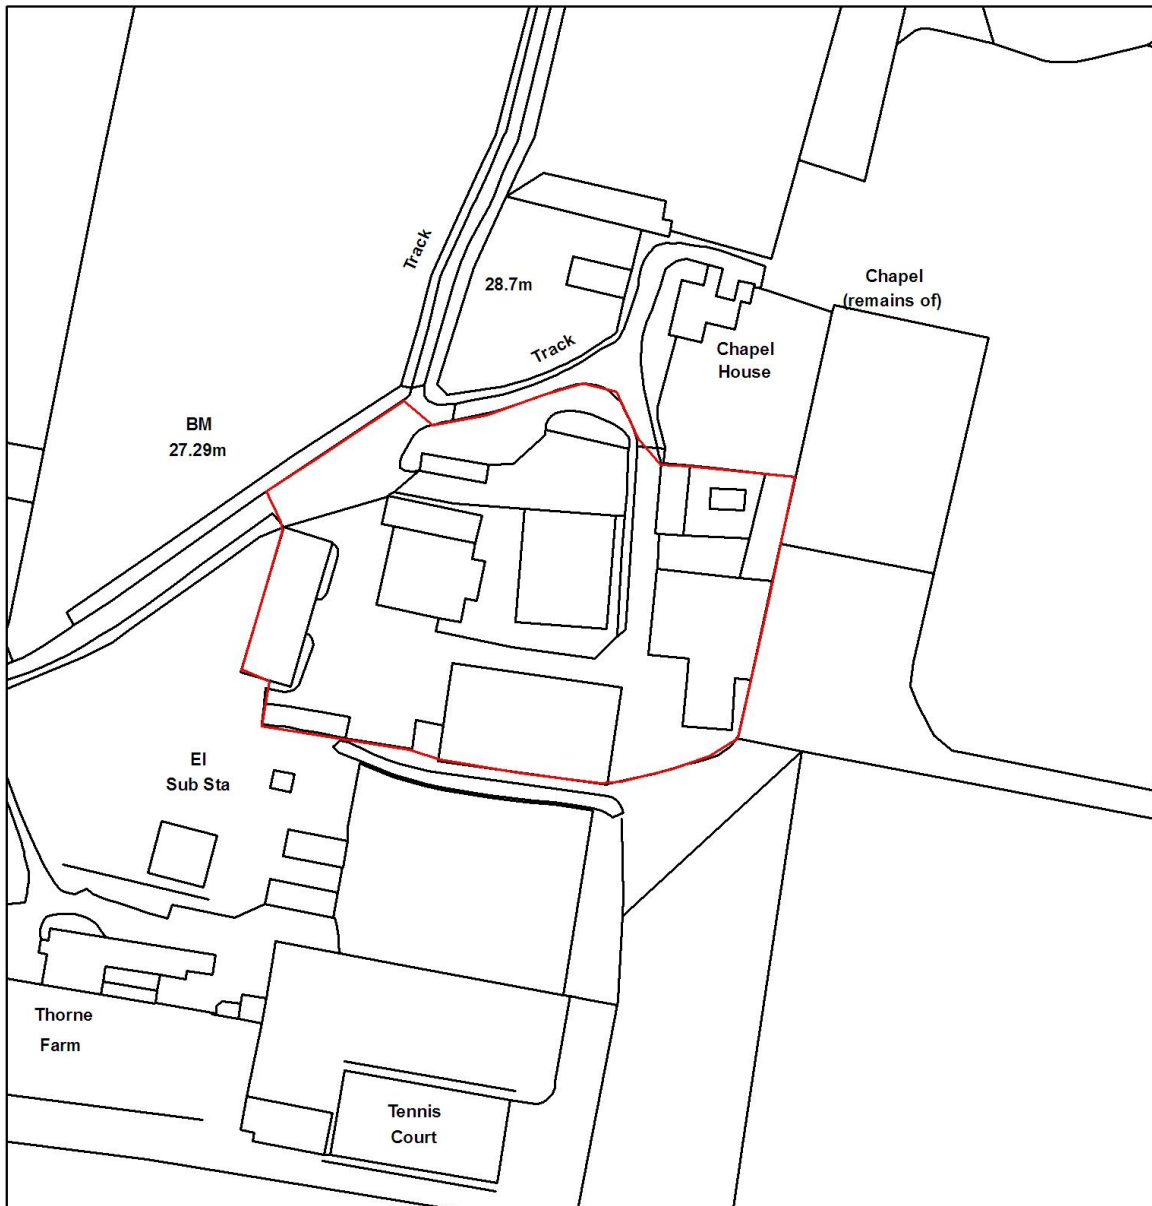 Track
28.7m
Chapel
(remains of)
Track
Chapel
House
BM
27.29m
El
Sub Sta
Thorne
Farm
Tennis
Court